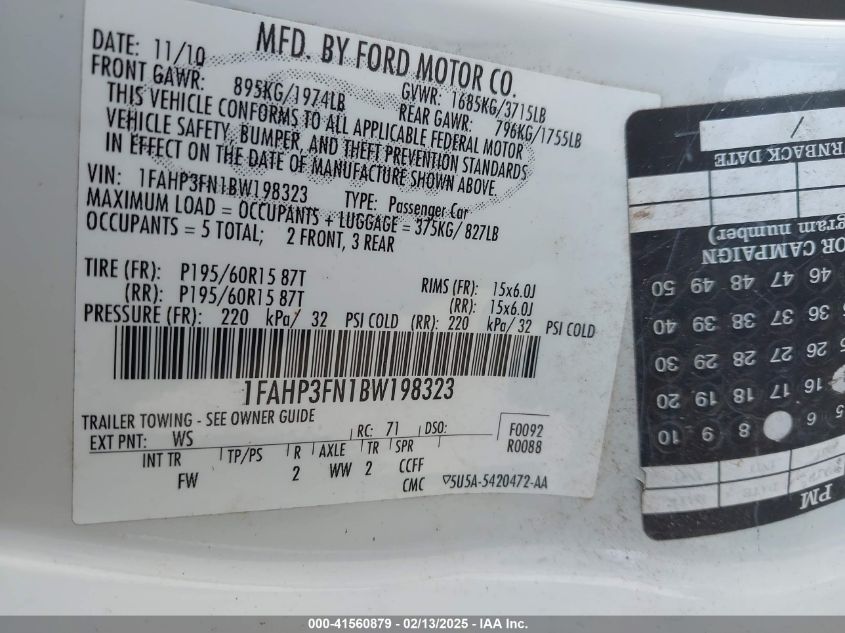 MFD. BY FORD MOTOR CO.
DATE: 11/10
GVWR: 1685KG/3715LB
FRONT GAWR: 895KG/1974LB
REAR GAWR: 796KG/1755LB
THIS VEHICLE CONFORMS TO ALL APPLICABLE FEDERAL MOTOR
VEHICLE SAFETY, BUMPER, AND THEFT PREVENTION STANDARDS
IN EFFECT ON THE DATE OF MANUFACTURE SHOWN ABOVE.
VIN: 1FAHP3FN1BW198323 TYPE: Passenger Car
MAXIMUM LOAD = OCCUPANTS + LUGGAGE = 375KG/ 827LB
OCCUPANTS = 5 TOTAL; 2 FRONT, 3 REAR
TIRE (FR): P195/60R15 87T RIMS (FR): 15x6.0J
(RR): P195/60R15 87T (RR): 15x6.0J
PRESSURE (FR): 220 kPa/ 32 PSI COLD (RR): 220 kPa/ 32 PSI COLD
1FAHP3FN1BW198323
TRAILER TOWING - SEE OWNER GUIDE
EXT PNT: WS RC: 71 DSO: F0092
R0088
INT TR TP/PS R AXLE TR SPR
FW 2 WW 2 CCFF
CMC 5U5A-5420472-AA
PM
10 9 8 6
20 19 18 17 16
30 29 28 27 26
40 39 38 37 36
50 49 48 47 46
OR CAMPAIGN
gram number)
RNBACK DATE
/
000-41560879 - 02/13/2025 - IAA Inc.